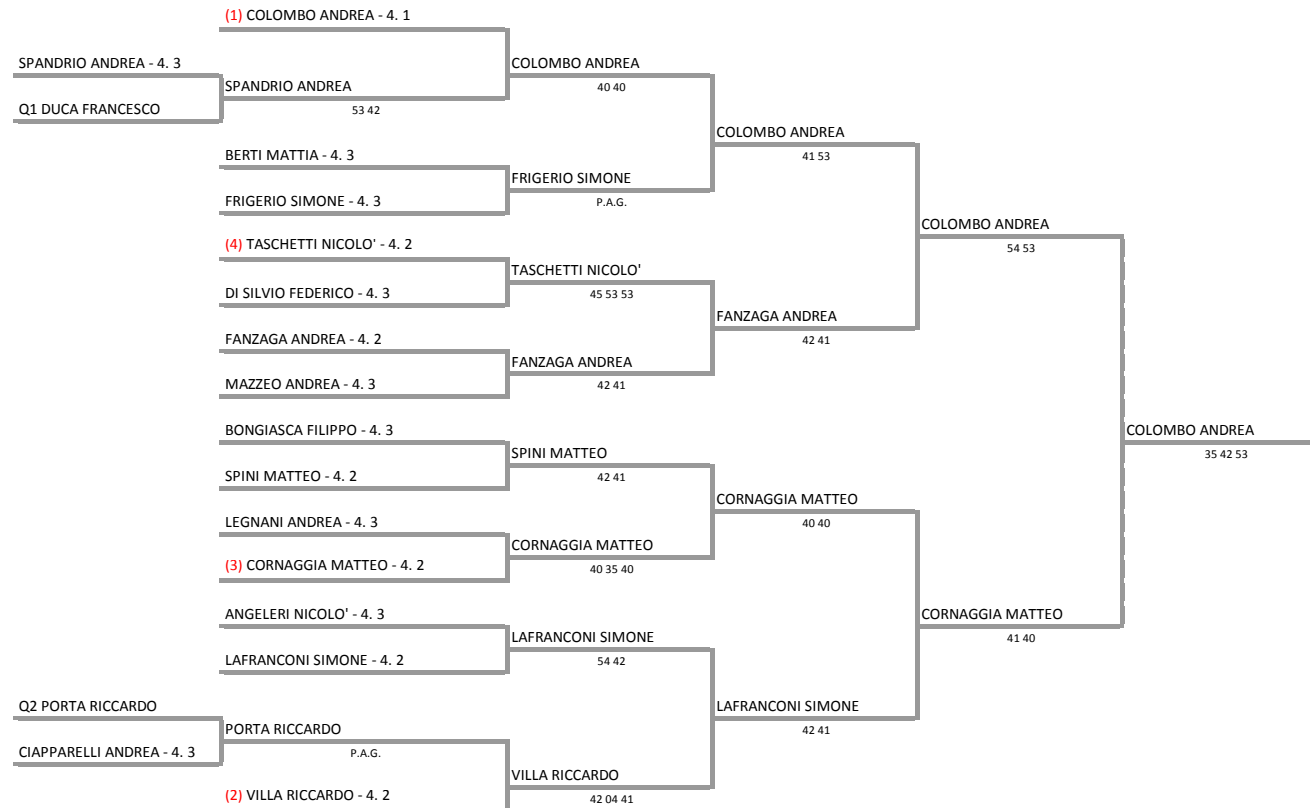 (1) COLOMBO ANDREA - 4. 1
SPANDRIO ANDREA - 4. 3
COLOMBO ANDREA
SPANDRIO ANDREA
40 40
Q1 DUCA FRANCESCO
53 42
COLOMBO ANDREA
BERTI MATTIA - 4. 3
41 53
FRIGERIO SIMONE
FRIGERIO SIMONE - 4. 3
P.A.G.
COLOMBO ANDREA
(4) TASCHETTI NICOLO' - 4. 2
54 53
TASCHETTI NICOLO'
DI SILVIO FEDERICO - 4. 3
45 53 53
FANZAGA ANDREA
FANZAGA ANDREA - 4. 2
42 41
FANZAGA ANDREA
MAZZEO ANDREA - 4. 3
42 41
BONGIASCA FILIPPO - 4. 3
COLOMBO ANDREA
SPINI MATTEO
35 42 53
SPINI MATTEO - 4. 2
42 41
CORNAGGIA MATTEO
LEGNANI ANDREA - 4. 3
40 40
CORNAGGIA MATTEO
(3) CORNAGGIA MATTEO - 4. 2
40 35 40
ANGELERI NICOLO' - 4. 3
CORNAGGIA MATTEO
LAFRANCONI SIMONE
41 40
LAFRANCONI SIMONE - 4. 2
54 42
Q2 PORTA RICCARDO
LAFRANCONI SIMONE
PORTA RICCARDO
42 41
CIAPPARELLI ANDREA - 4. 3
P.A.G.
VILLA RICCARDO
(2) VILLA RICCARDO - 4. 2
42 04 41